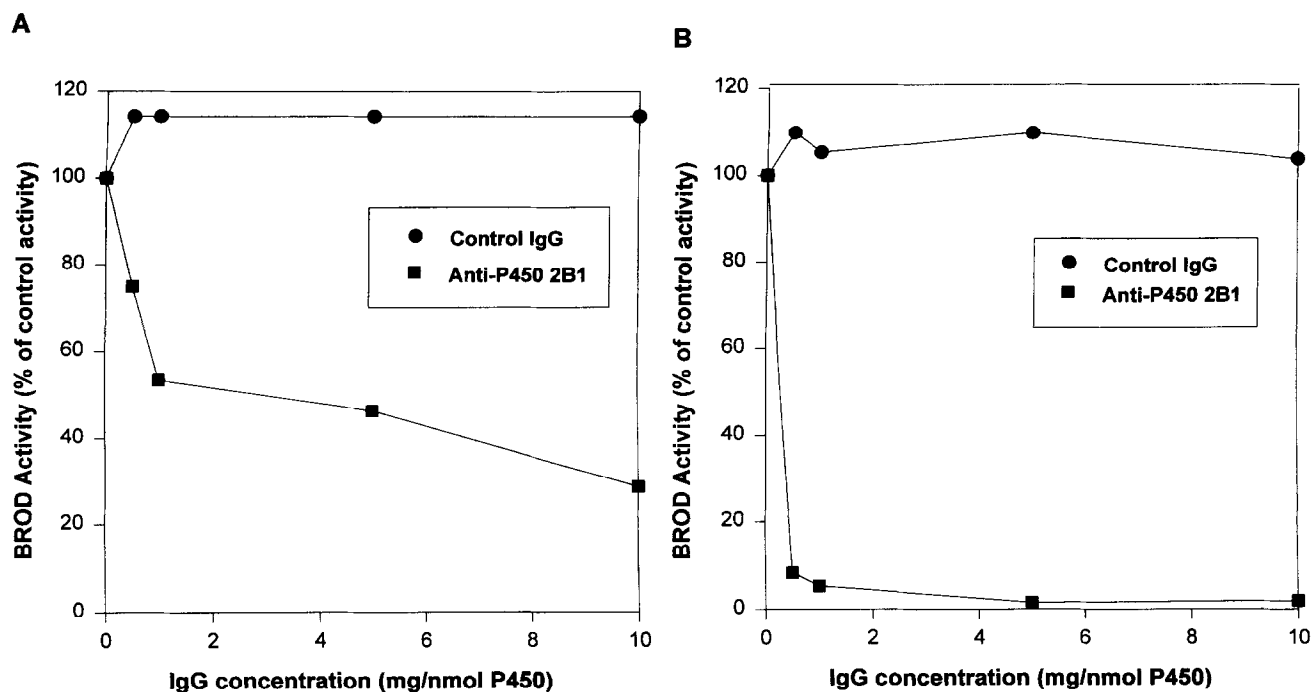 A
BROD Activity (% of control activity)
120
100
80
60
40
20
0
Control IgG
Anti-P450 2B1
0 2 4 6 8 10
IgG concentration (mg/nmol P450)
B
BROD Activity (% of control activity)
120
100
80
60
40
20
0
Control IgG
Anti-P450 2B1
0 2 4 6 8 10
IgG concentration (mg/nmol P450)